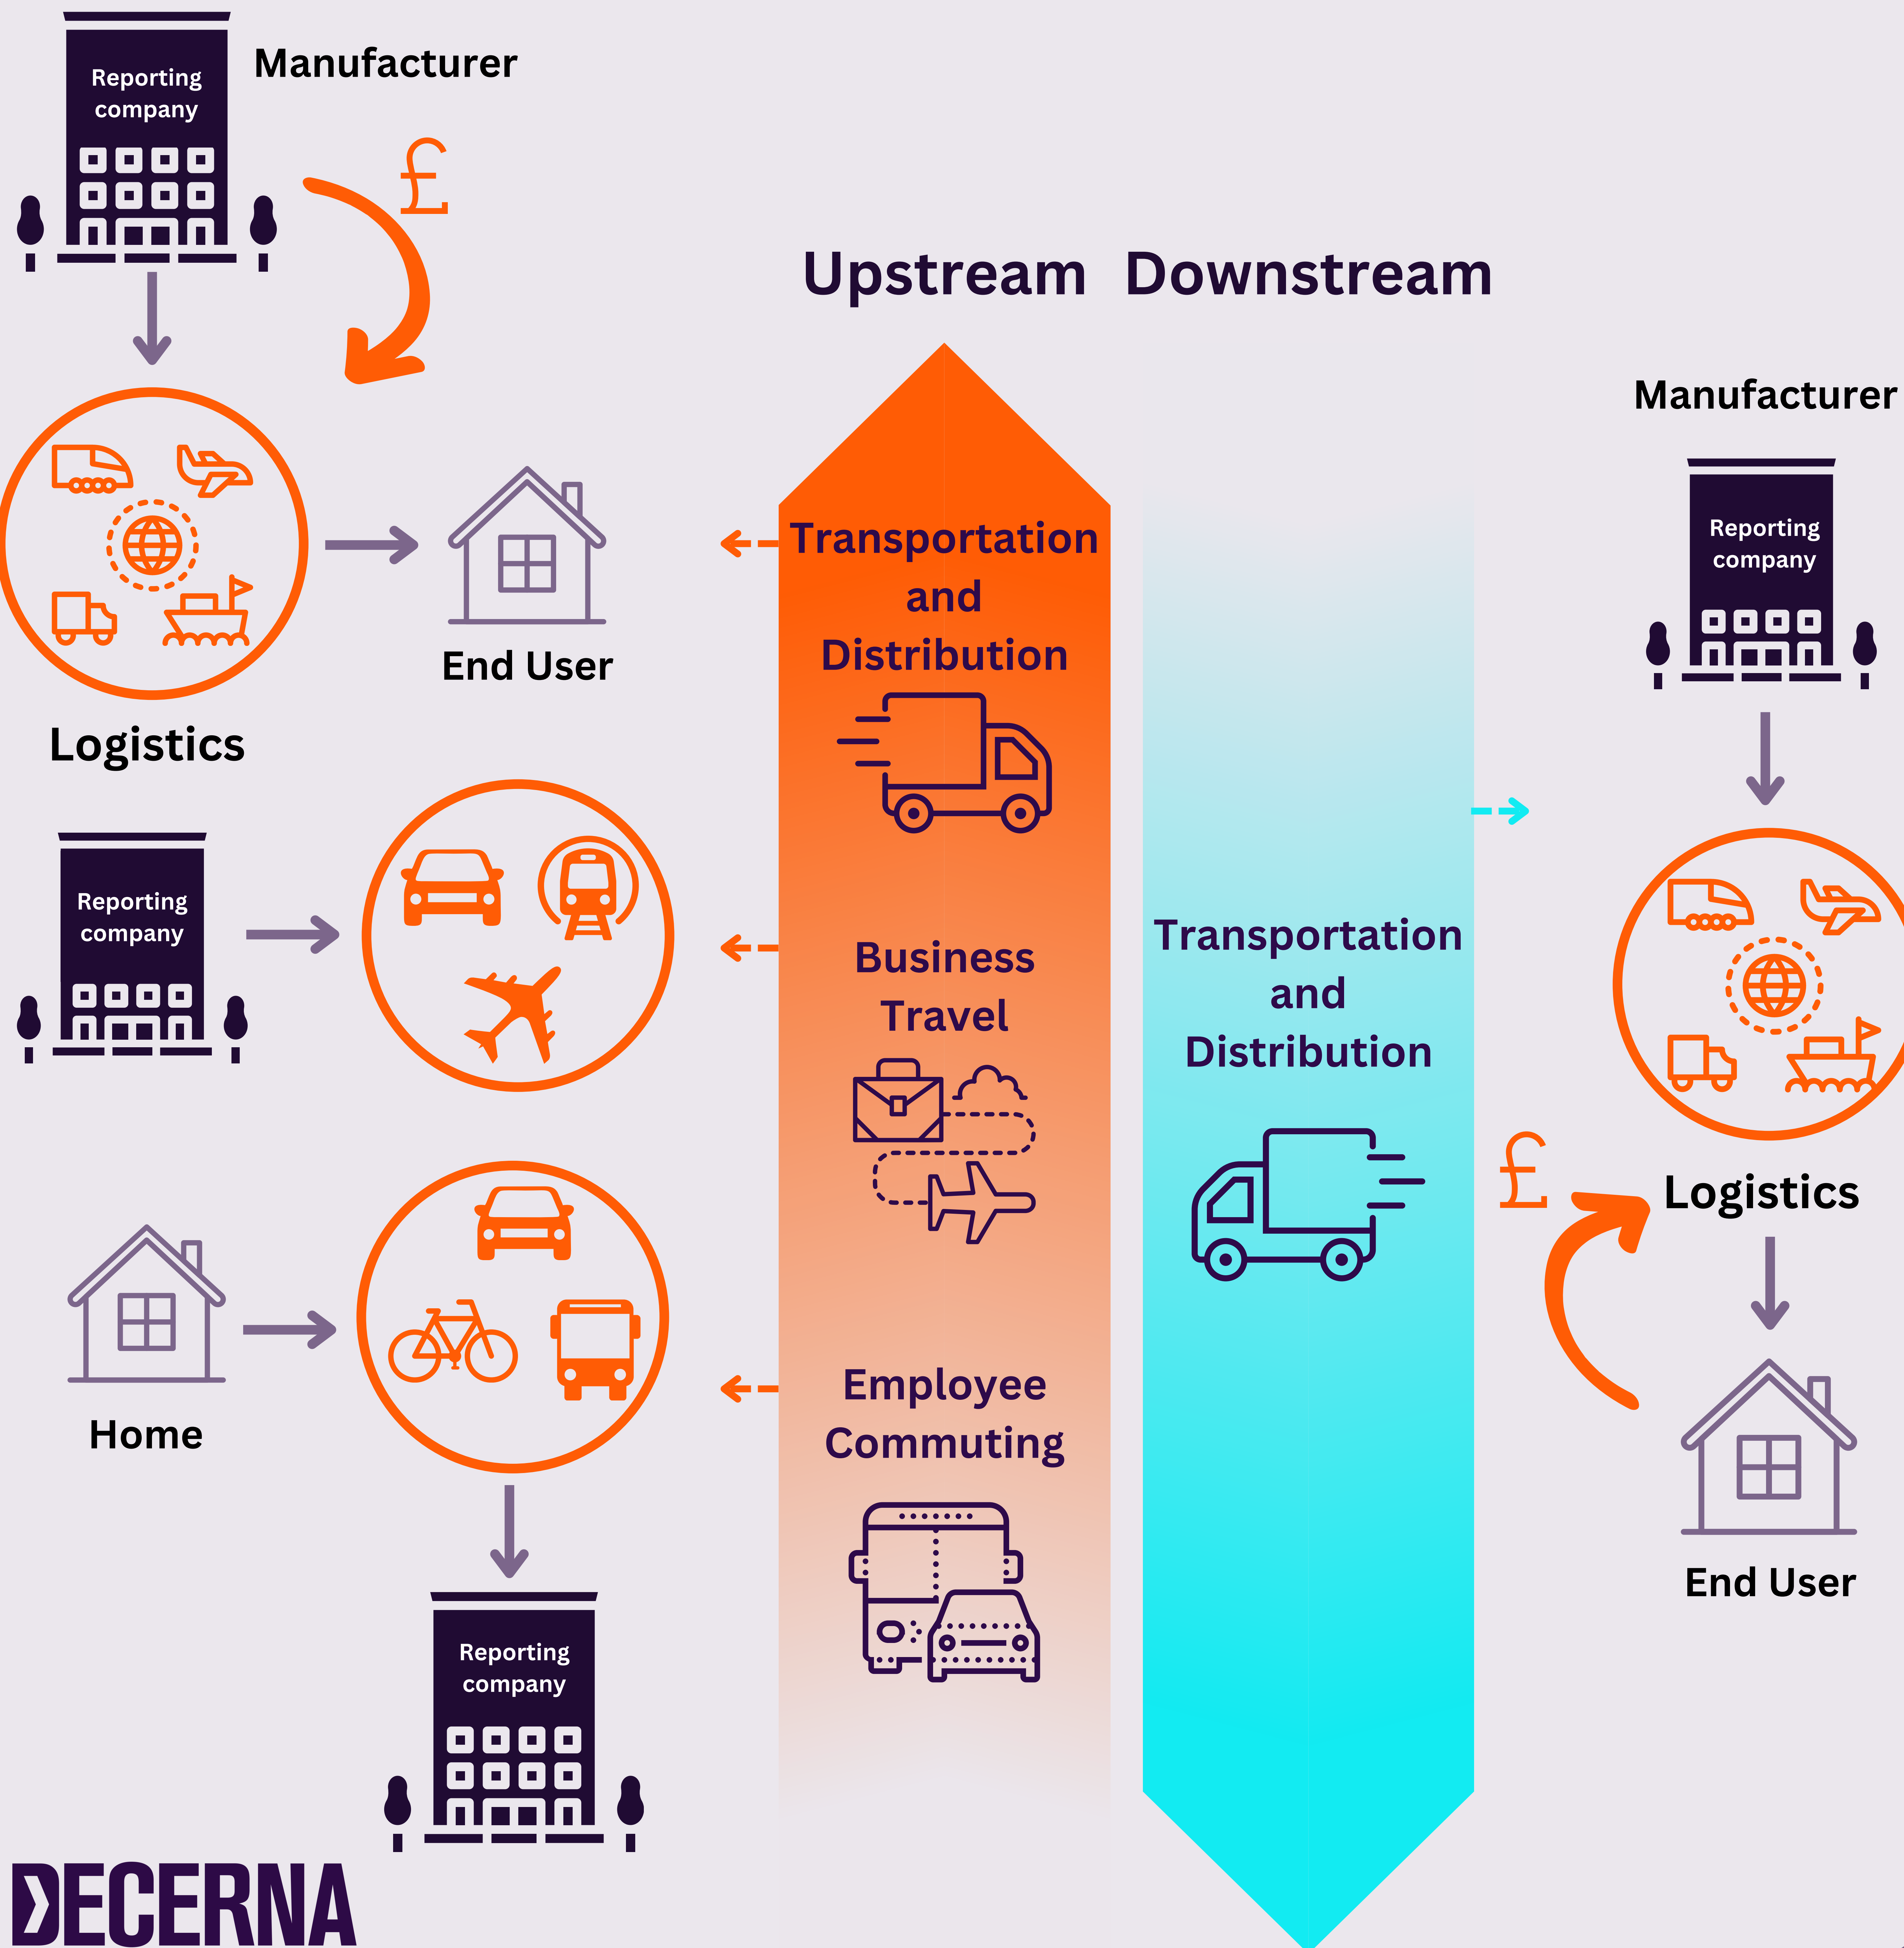 Reporting
company
Manufacturer
£
Logistics
End User
Reporting
company
Home
Reporting
company
Upstream
Transportation
and
Distribution
Business
Travel
Employee
Commuting
Downstream
Transportation
and
Distribution
Manufacturer
Reporting
company
£
Logistics
End User
DECERNA